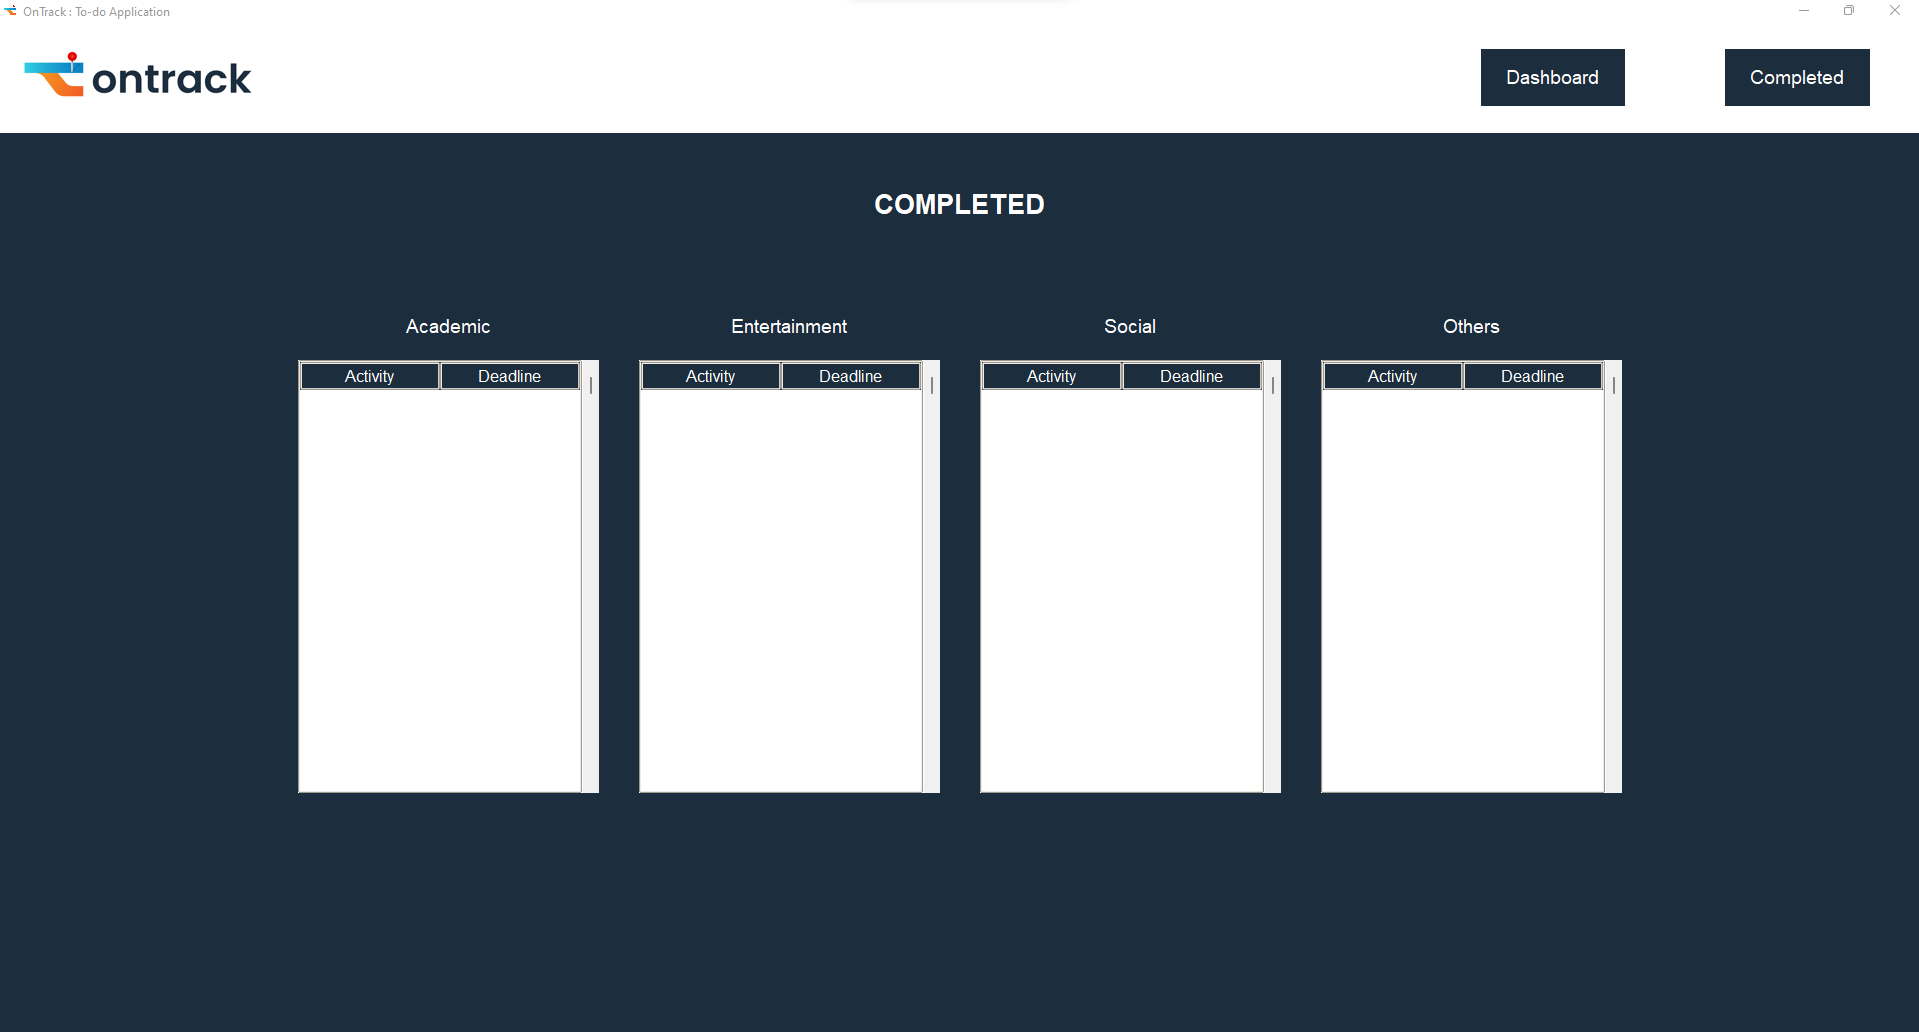 OnTrack : To-do Application
ontrack
Dashboard
Completed
COMPLETED
Academic
Entertainment
Social
Others
Activity Deadline
Activity Deadline
Activity Deadline
Activity Deadline